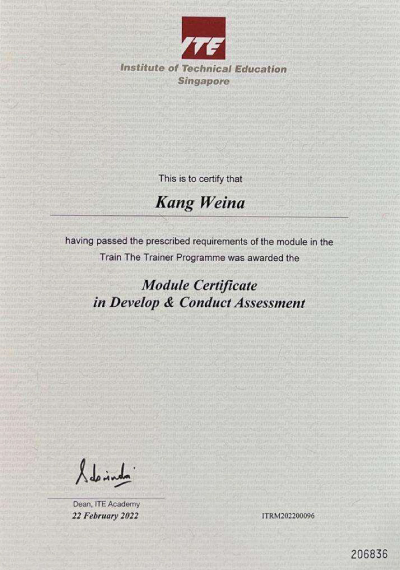 ITE
Institute of Technical Education
Singapore
This is to certify that
Kang Weina
having passed the prescribed requirements of the module in the
Train The Trainer Programme was awarded the
Module Certificate
in Develop & Conduct Assessment
Dean, ITE Academy
22 February 2022
ITRM202200096
206836